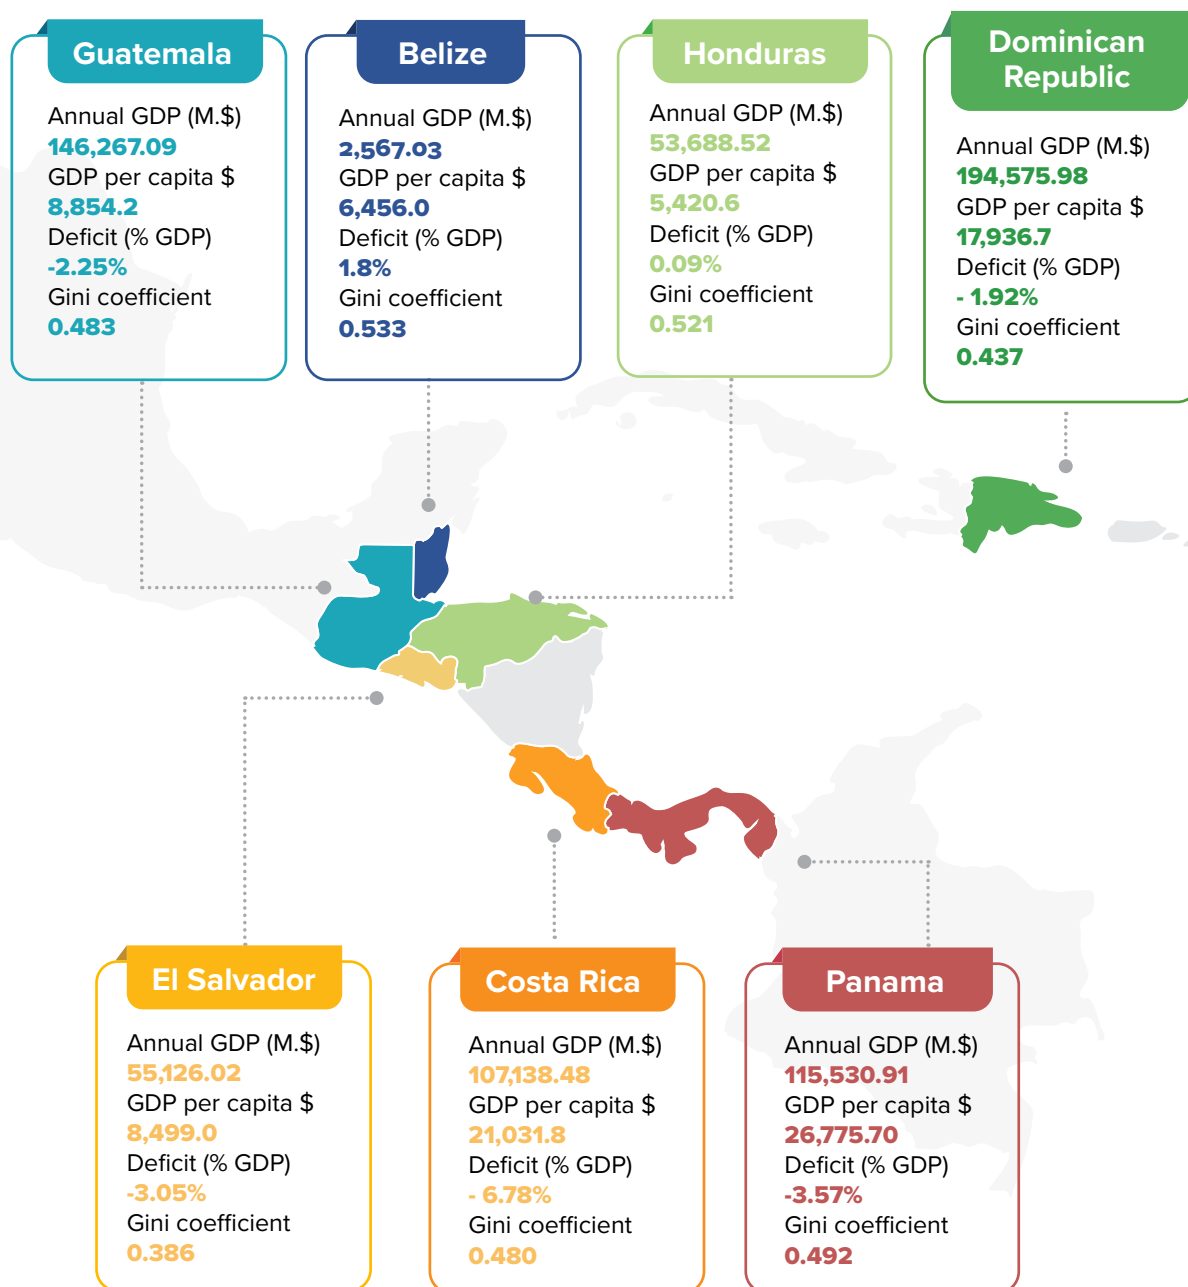 Guatemala
Annual GDP (M.$)
146,267.09
GDP per capita $
8,854.2
Deficit (% GDP)
-2.25%
Gini coefficient
0.483
Belize
Annual GDP (M.$)
2,567.03
GDP per capita $
6,456.0
Deficit (% GDP)
1.8%
Gini coefficient
0.533
Honduras
Annual GDP (M.$)
53,688.52
GDP per capita $
5,420.6
Deficit (% GDP)
0.09%
Gini coefficient
0.521
Dominican
Republic
Annual GDP (M.$)
194,575.98
GDP per capita $
17,936.7
Deficit (% GDP)
- 1.92%
Gini coefficient
0.437
El Salvador
Annual GDP (M.$)
55,126.02
GDP per capita $
8,499.0
Deficit (% GDP)
-3.05%
Gini coefficient
0.386
Costa Rica
Annual GDP (M.$)
107,138.48
GDP per capita $
21,031.8
Deficit (% GDP)
- 6.78%
Gini coefficient
0.480
Panama
Annual GDP (M.$)
115,530.91
GDP per capita $
26,775.70
Deficit (% GDP)
-3.57%
Gini coefficient
0.492